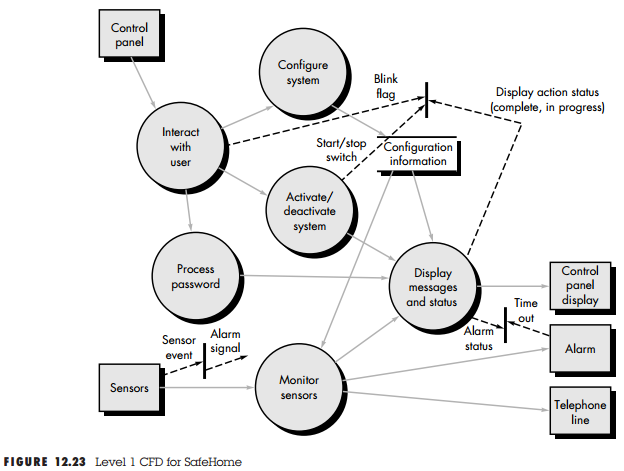 Control
panel
Configure
system
Blink
flag
Display action status
(complete, in progress)
Interact
with
user
Start/stop
switch
Configuration
information
Activate/
deactivate
system
Process
password
Display
messages
and status
Control
panel
display
Time
out
Sensor
event
Alarm
signal
Alarm
status
Alarm
Sensors
Monitor
sensors
Telephone
line
FIGURE 12.23 Level 1 CFD for SafeHome